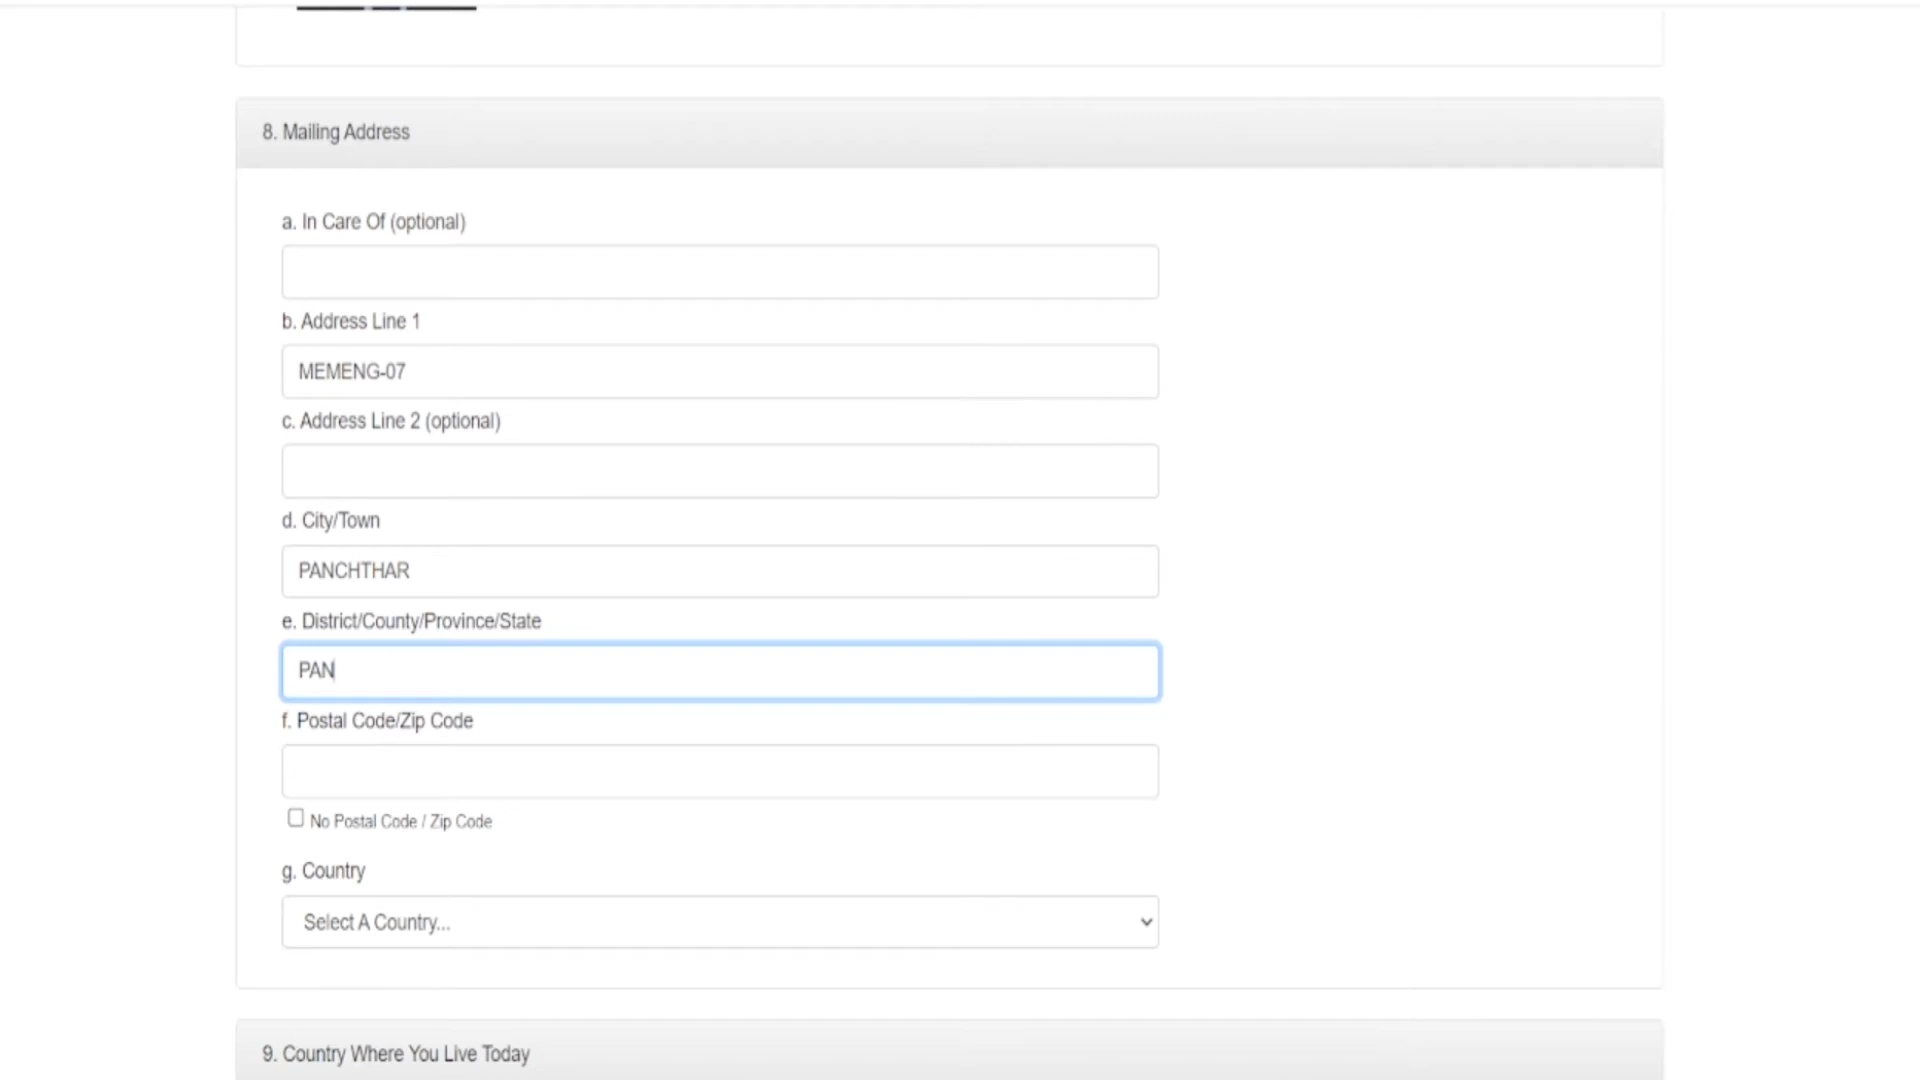 8. Mailing Address
a. In Care Of (optional)
b. Address Line 1
MEMENG-07
c. Address Line 2 (optional)
d. City/Town
PANCHTHAR
e. District/County/Province/State
PAN
f. Postal Code/Zip Code
No Postal Code / Zip Code
g. Country
Select A Country...
9. Country Where You Live Today